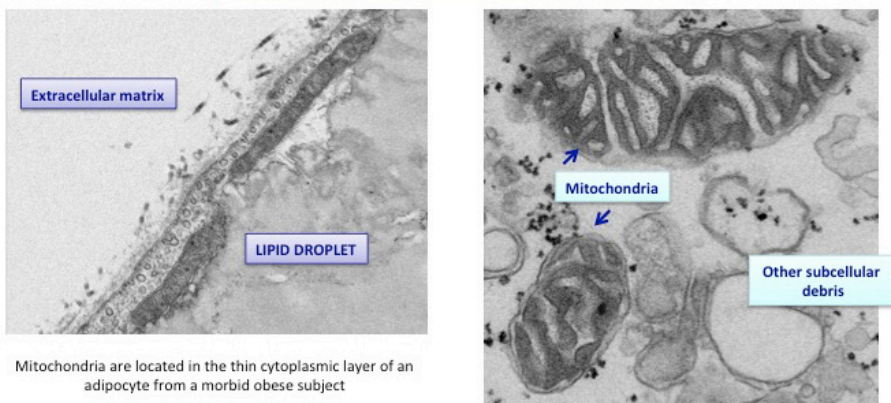 Extracellular matrix
LIPID DROPLET
Mitochondria are located in the thin cytoplasmic layer of an
adipocyte from a morbid obese subject
Mitochondria
Other subcellular
debris